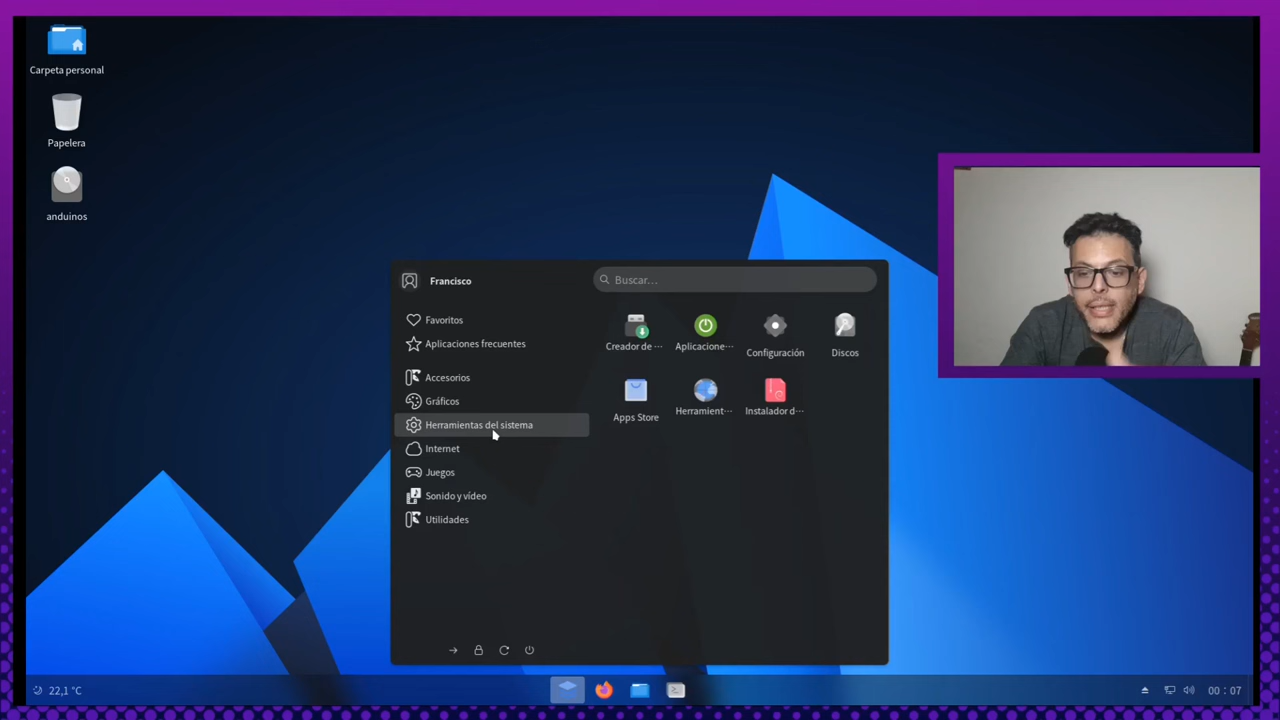 Carpeta personal
Papelera
anduinos
Francisco
Buscar...
Favoritos
Aplicaciones frecuentes
Accesorios
Gráficos
Herramientas del sistema
Internet
Juegos
Sonido y vídeo
Utilidades
Creador de ...
Aplicacione...
Configuración
Discos
Apps Store
Herramient...
Instalador d...
22,1 °C
00 : 07